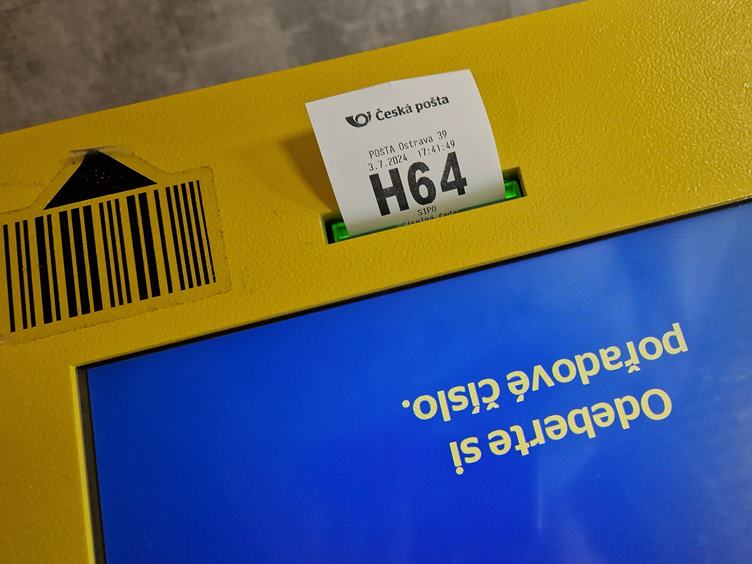 Česká pošta
POSTA Ostrava 39
3.7.2024 17:41:49
H64
SIPO
Odeberte si
pořadové číslo.